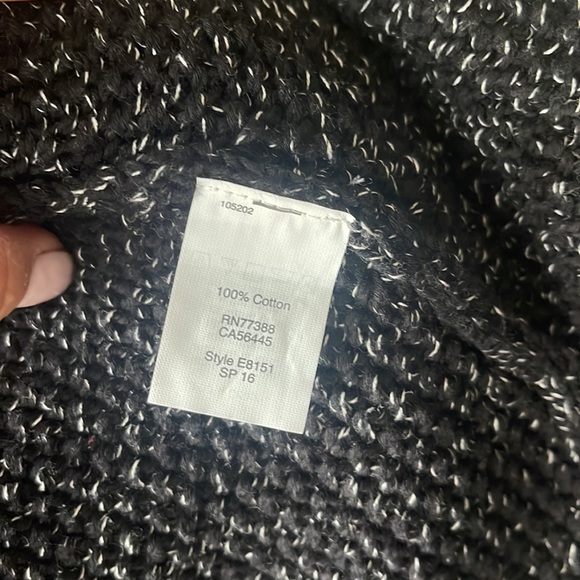 105202
100% Cotton
RN77388
CA56445
Style E8151
SP 16